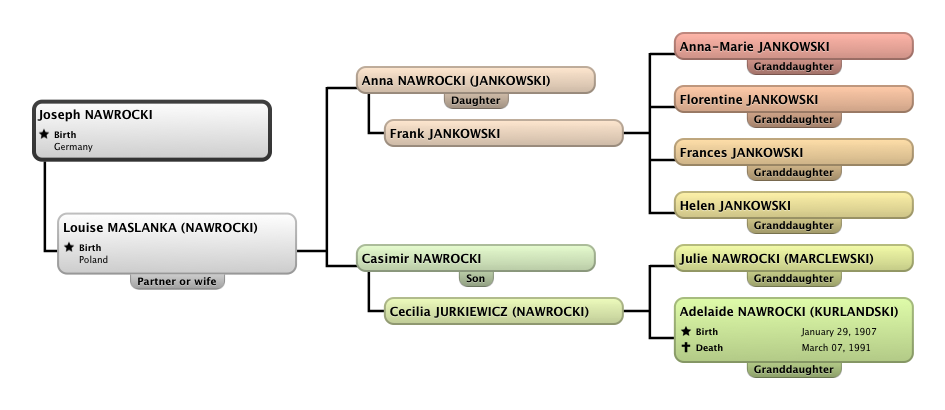 Joseph NAWROCKI
Birth
Germany
Louise MASLANKA (NAWROCKI)
Birth
Poland
Partner or wife
Anna NAWROCKI (JANKOWSKI)
Daughter
Frank JANKOWSKI
Casimir NAWROCKI
Son
Cecilia JURKIEWICZ (NAWROCKI)
Anna-Marie JANKOWSKI
Granddaughter
Florentine JANKOWSKI
Granddaughter
Frances JANKOWSKI
Granddaughter
Helen JANKOWSKI
Granddaughter
Julie NAWROCKI (MARCLEWSKI)
Granddaughter
Adelaide NAWROCKI (KURLANDSKI)
Birth January 29, 1907
Death March 07, 1991
Granddaughter